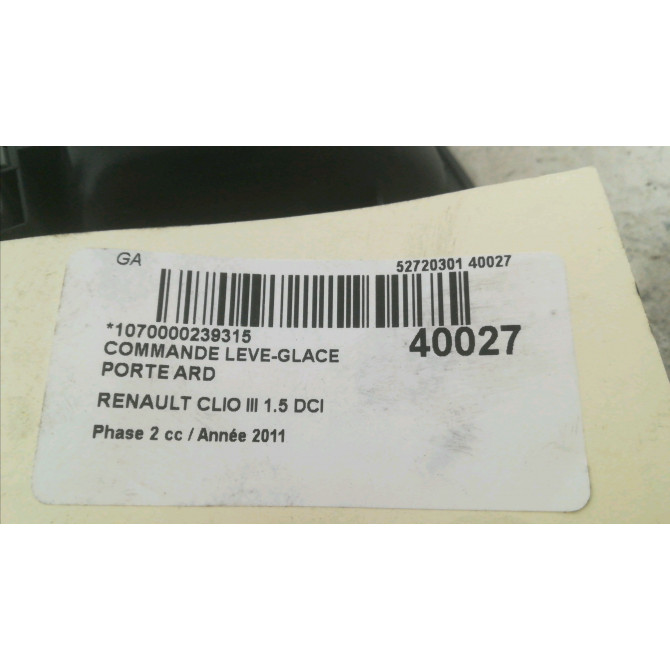 GA
52720301 40027
*1070000239315
40027
COMMANDE LEVE-GLACE
PORTE ARD
RENAULT CLIO III 1.5 DCI
Phase 2 cc / Année 2011